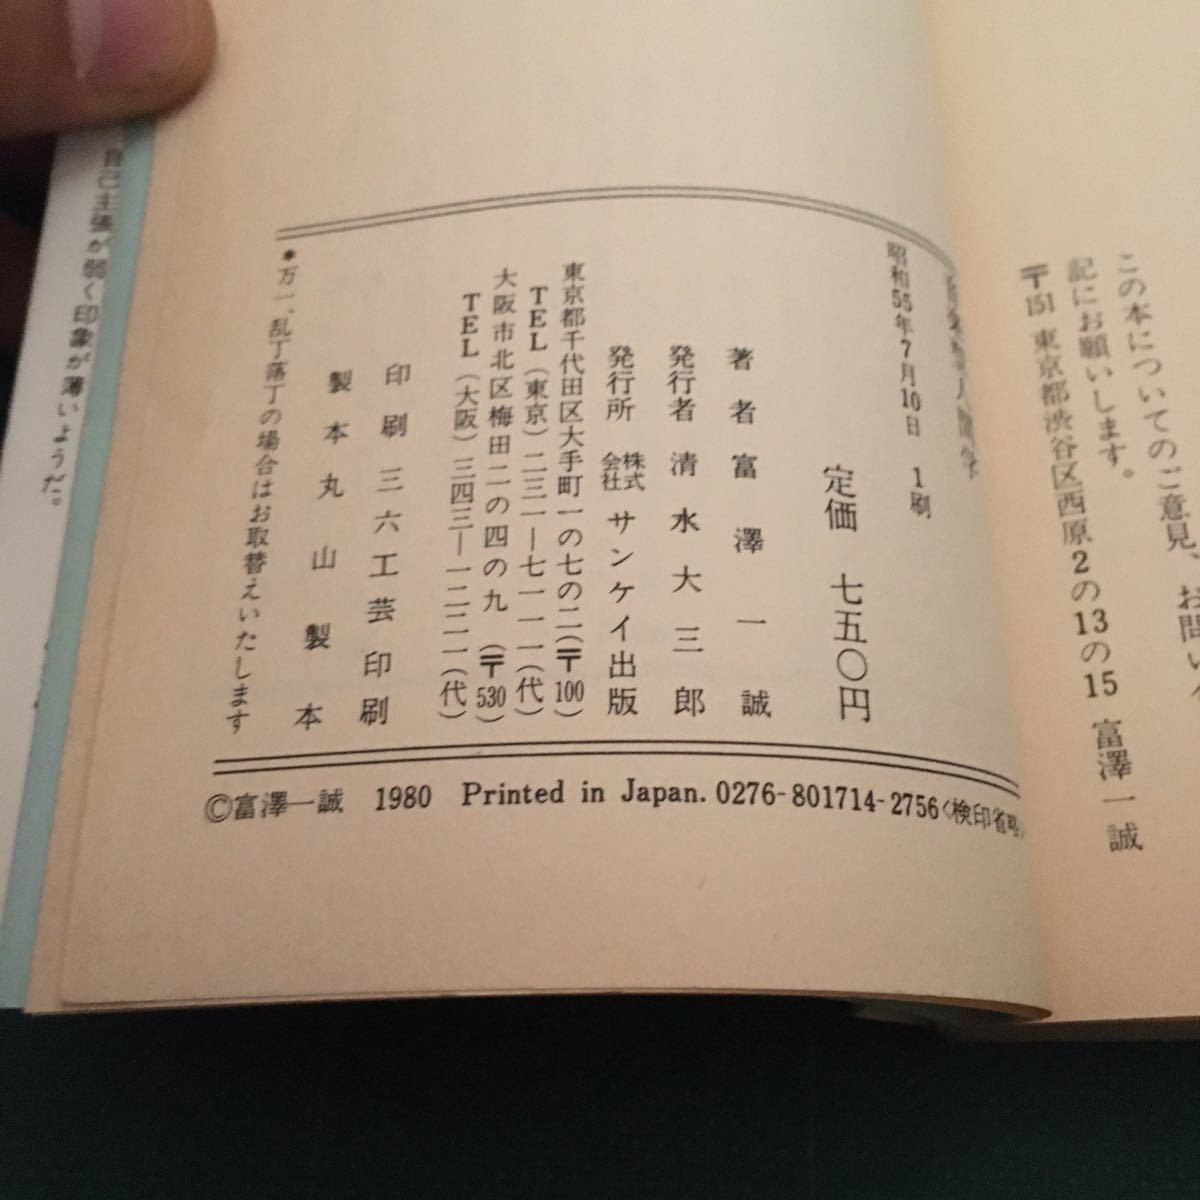 この本についてのご意見、お問い
記にお願いします。
〒151 東京都渋谷区西原2の13の15 富澤一誠
人間学
昭和55年7月10日 1刷
定価 七五〇円
著者 富澤一誠
発行者 清水大三郎
発行所 株式会社 サンケイ出版
東京都千代田区大手町一の七の二(〒100)
TEL(東京)二三一―七一一一(代)
大阪市北区梅田二の四の九(〒530)
TEL(大阪)三四三―一二二一(代)
印刷 三六工芸印刷
製本 丸山製本
*万一、乱丁落丁の場合はお取替えいたします
©富澤一誠 1980 Printed in Japan. 0276-801714-2756〈検印省略〉
自己主張が弱く印象が薄いようだ。